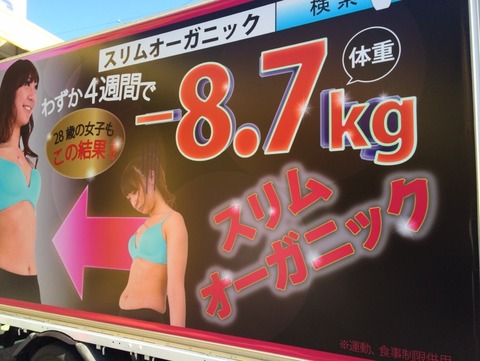 スリムオーガニック
検索
わずか4週間で
体重
-8.7kg
28歳の女子も
この結果!
スリム
オーガニック
※運動、食事制限併用